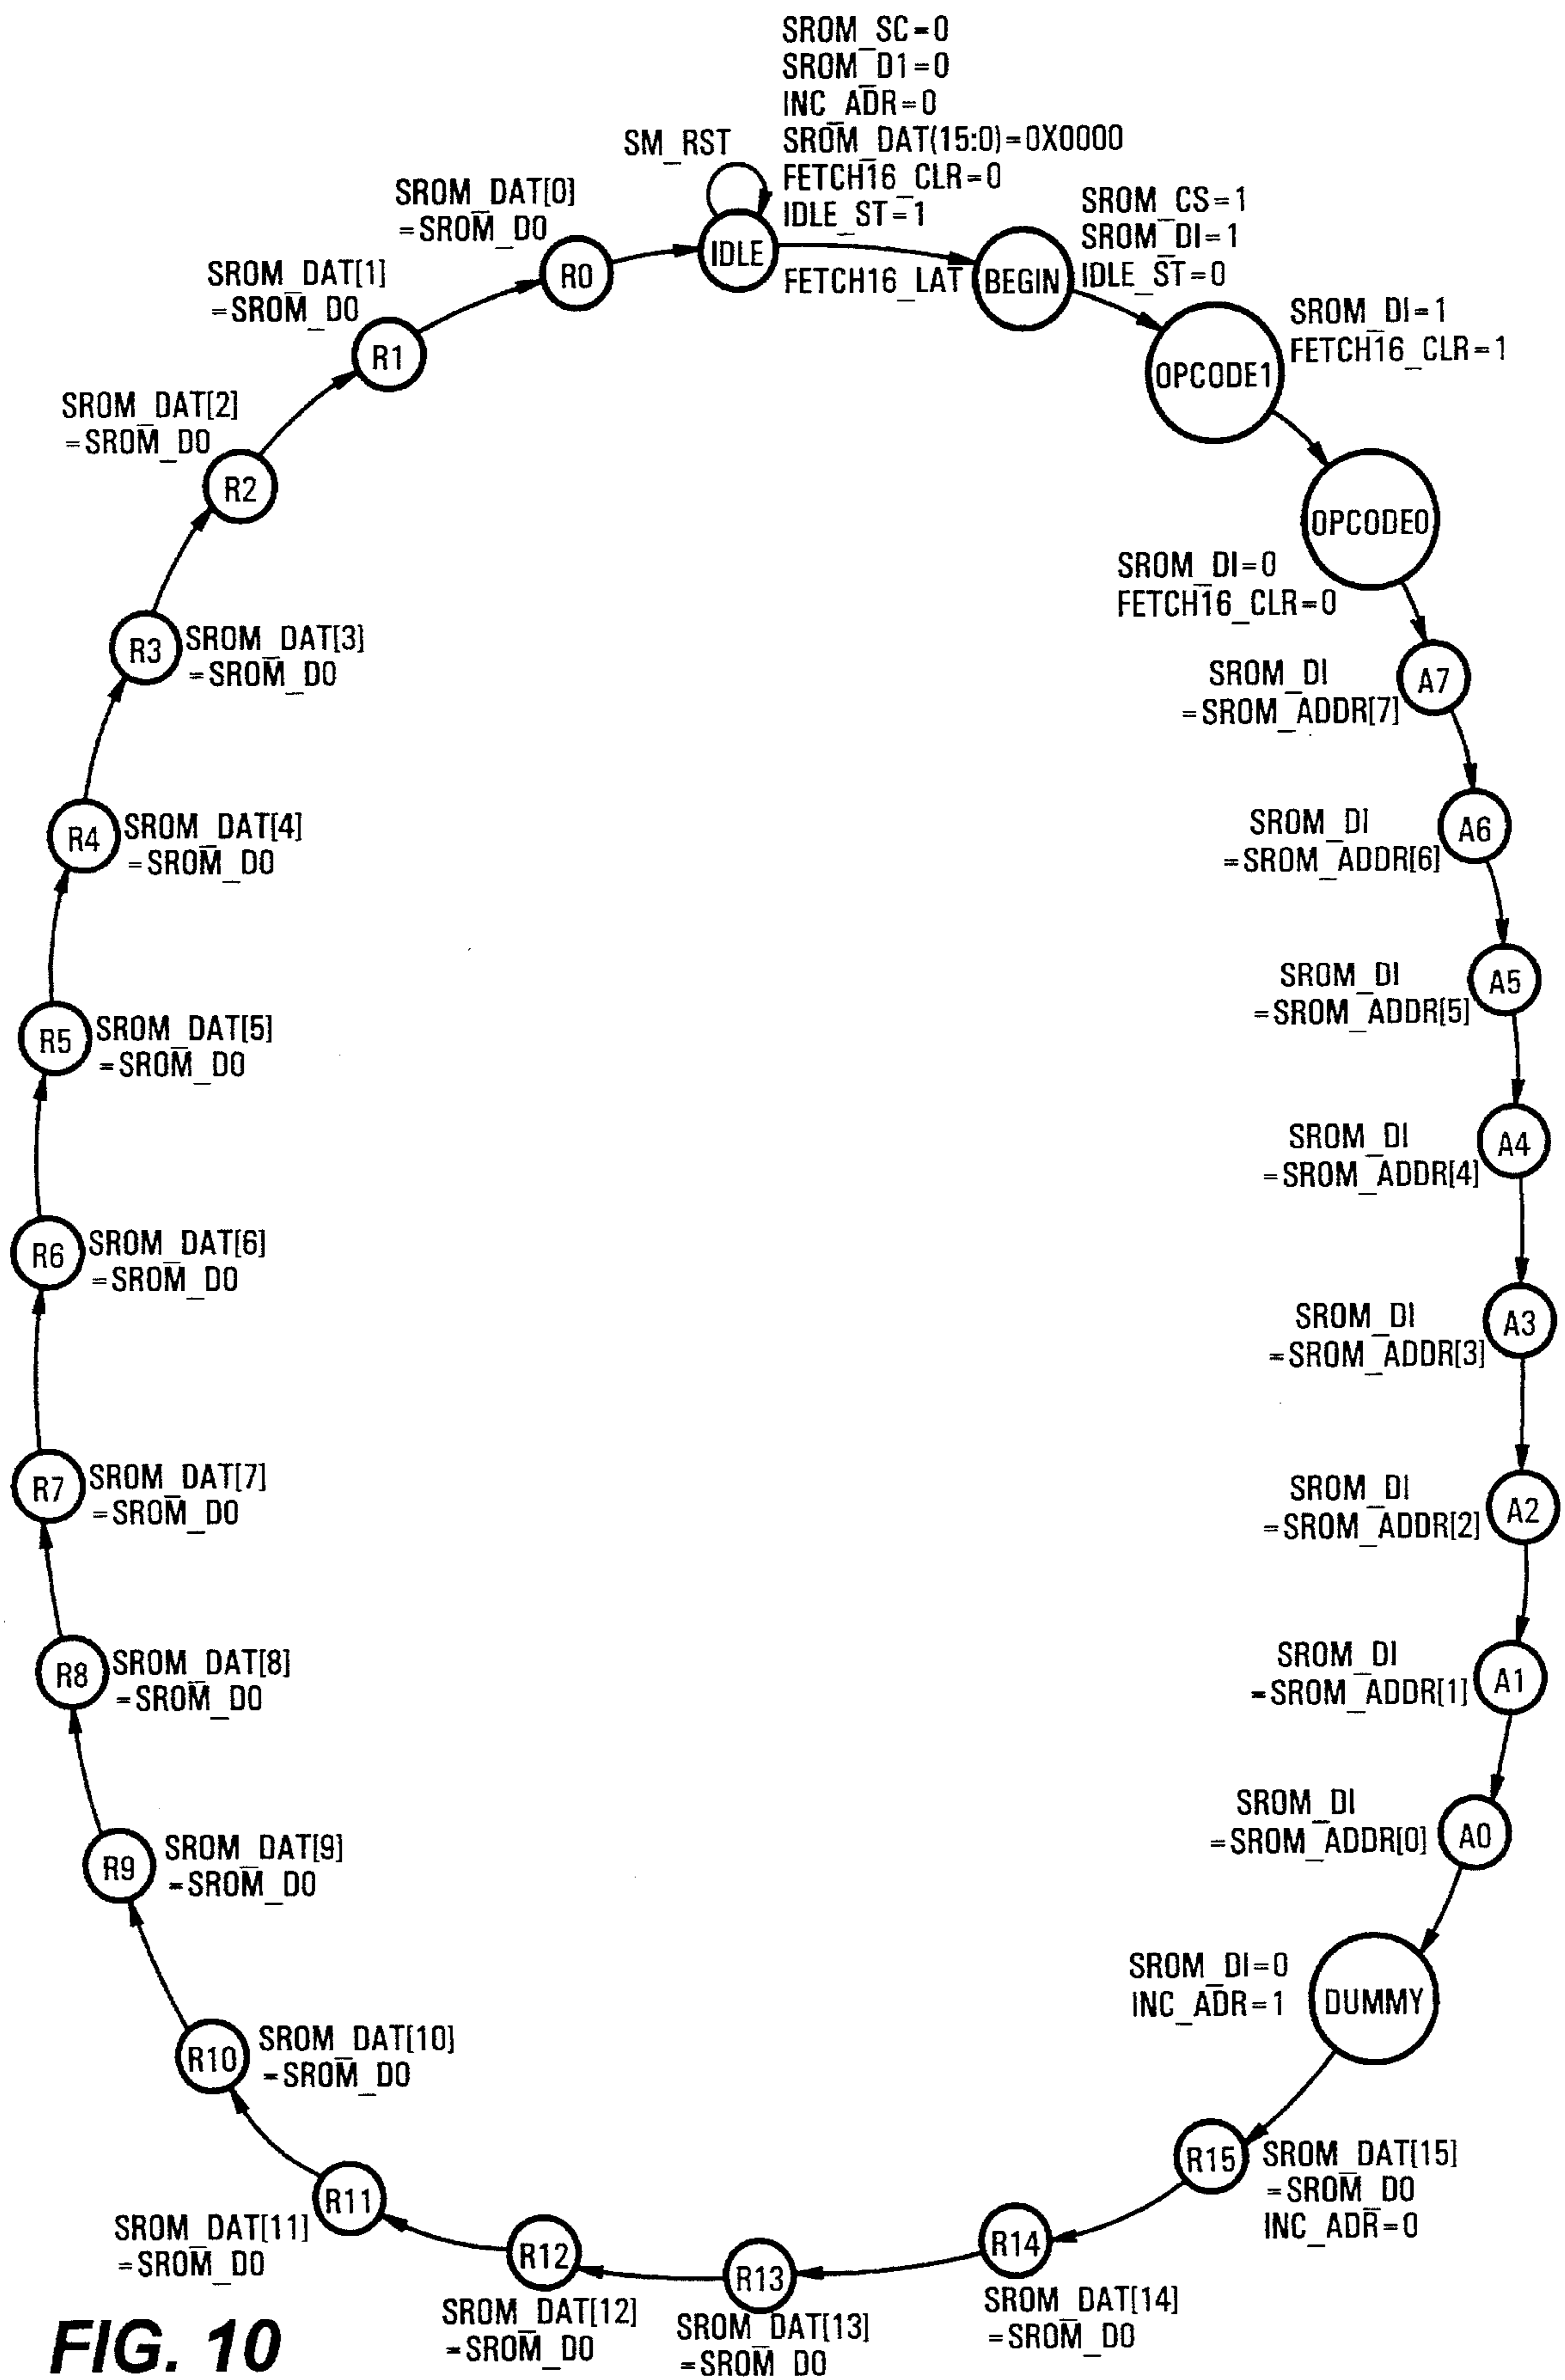 SROM_SC=0
SROM_D1=0
INC_ADR=0
SROM_DAT(15:0)=0X0000
FETCH16_CLR=0
IDLE_ST=1
SM_RST
IDLE
FETCH16_LAT
BEGIN
SROM_CS=1
SROM_DI=1
IDLE_ST=0
OPCODE1
SROM_DI=1
FETCH16_CLR=1
OPCODE0
SROM_DI=0
FETCH16_CLR=0
A7
SROM_DI
=SROM_ADDR[7]
A6
SROM_DI
=SROM_ADDR[6]
A5
SROM_DI
=SROM_ADDR[5]
A4
SROM_DI
=SROM_ADDR[4]
A3
SROM_DI
=SROM_ADDR[3]
A2
SROM_DI
=SROM_ADDR[2]
A1
SROM_DI
=SROM_ADDR[1]
A0
SROM_DI
=SROM_ADDR[0]
DUMMY
SROM_DI=0
INC_ADR=1
R15
SROM_DAT[15]
=SROM_DO
INC_ADR=0
R14
SROM_DAT[14]
=SROM_DO
R13
SROM_DAT[13]
=SROM_DO
R12
SROM_DAT[12]
=SROM_DO
R11
SROM_DAT[11]
=SROM_DO
R10
SROM_DAT[10]
=SROM_DO
R9
SROM_DAT[9]
=SROM_DO
R8
SROM_DAT[8]
=SROM_DO
R7
SROM_DAT[7]
=SROM_DO
R6
SROM_DAT[6]
=SROM_DO
R5
SROM_DAT[5]
=SROM_DO
R4
SROM_DAT[4]
=SROM_DO
R3
SROM_DAT[3]
=SROM_DO
R2
SROM_DAT[2]
=SROM_DO
R1
SROM_DAT[1]
=SROM_DO
R0
SROM_DAT[0]
=SROM_DO
FIG. 10